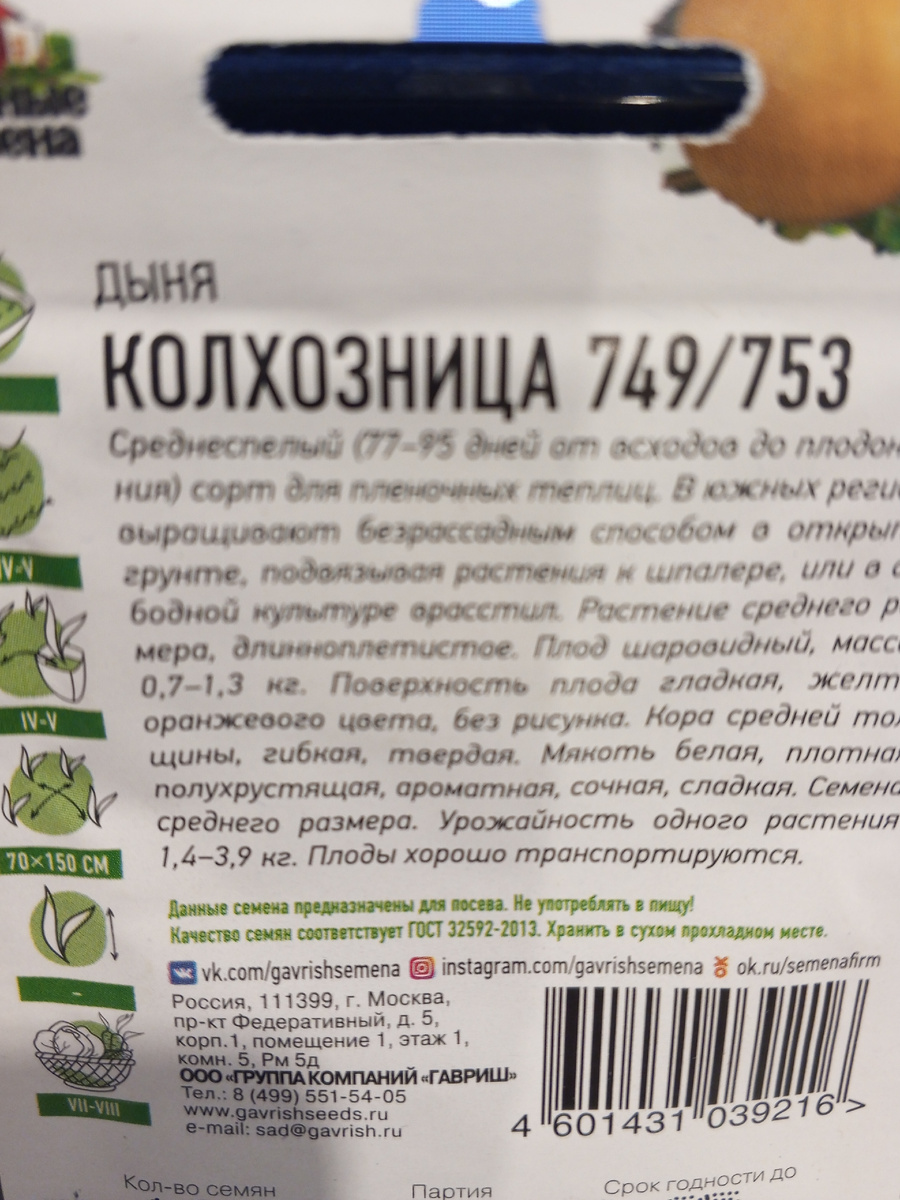 ные
ена
ДЫНЯ
КОЛХОЗНИЦА 749/753
Среднеспелый (77–95 дней от всходов до плодон
ния) сорт для пленочных теплиц. В южных реги
выращивают безрассадным способом в открыт
грунте, подвязывая растения к шпалере, или в с
бодной культуре врасстил. Растение среднего р
мера, длинноплетистое. Плод шаровидный, масс
0,7–1,3 кг. Поверхность плода гладкая, желт
оранжевого цвета, без рисунка. Кора средней тол
щины, гибкая, твердая. Мякоть белая, плотная
полухрустящая, ароматная, сочная, сладкая. Семена
среднего размера. Урожайность одного растения
1,4–3,9 кг. Плоды хорошо транспортируются.
IV-V
IV-V
70×150 СМ
-
VII-VIII
Данные семена предназначены для посева. Не употреблять в пищу!
Качество семян соответствует ГОСТ 32592-2013. Хранить в сухом прохладном месте.
vk.com/gavrishsemena instagram.com/gavrishsemena ok.ru/semenafirm
Россия, 111399, г. Москва,
пр-кт Федеративный, д. 5,
корп.1, помещение 1, этаж 1,
комн. 5, Рм 5д
ООО «ГРУППА КОМПАНИЙ «ГАВРИШ»
Тел.: 8 (499) 551-54-05
www.gavrishseeds.ru
e-mail: sad@gavrish.ru
4 601431 039216 >
Кол-во семян
Партия
Срок годности до